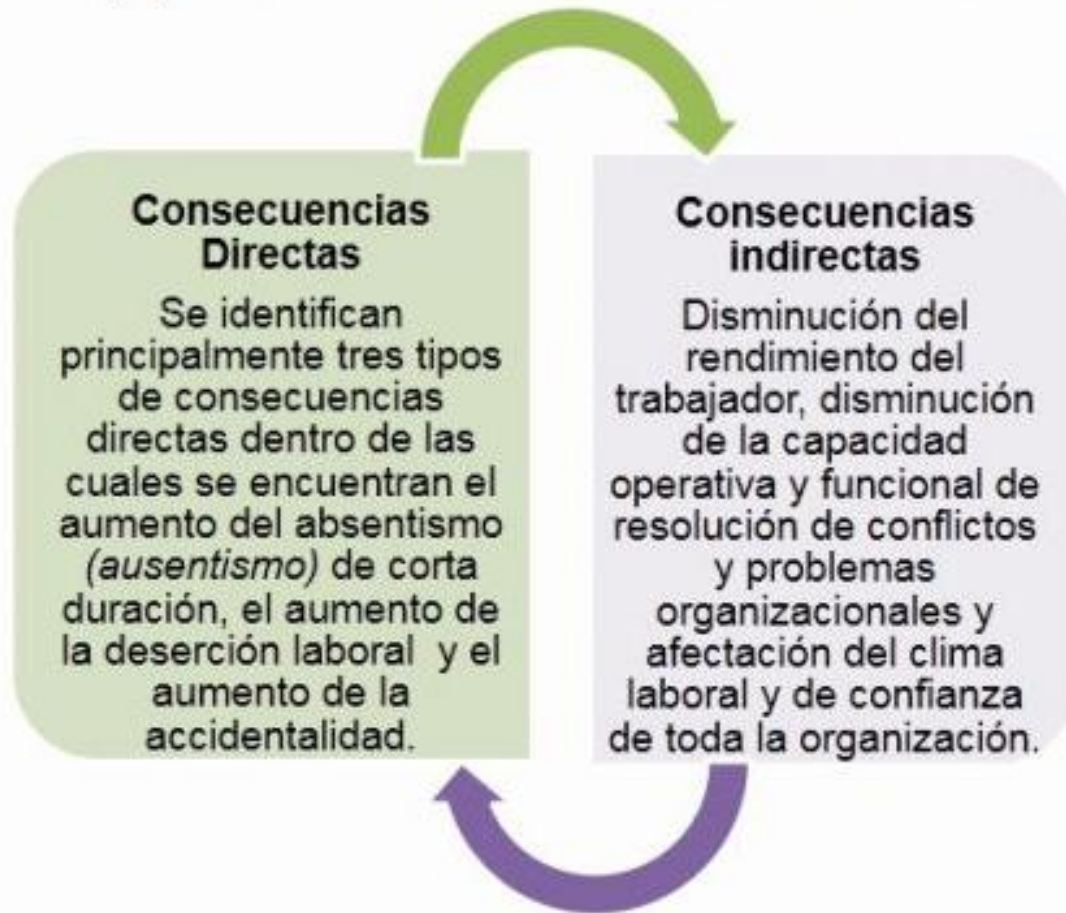 Consecuencias
Directas
Se identifican
principalmente tres tipos
de consecuencias
directas dentro de las
cuales se encuentran el
aumento del absentismo
(ausentismo) de corta
duración, el aumento de
la deserción laboral y el
aumento de la
accidentalidad.
Consecuencias
indirectas
Disminución del
rendimiento del
trabajador, disminución
de la capacidad
operativa y funcional de
resolución de conflictos
y problemas
organizacionales y
afectación del clima
laboral y de confianza
de toda la organización.